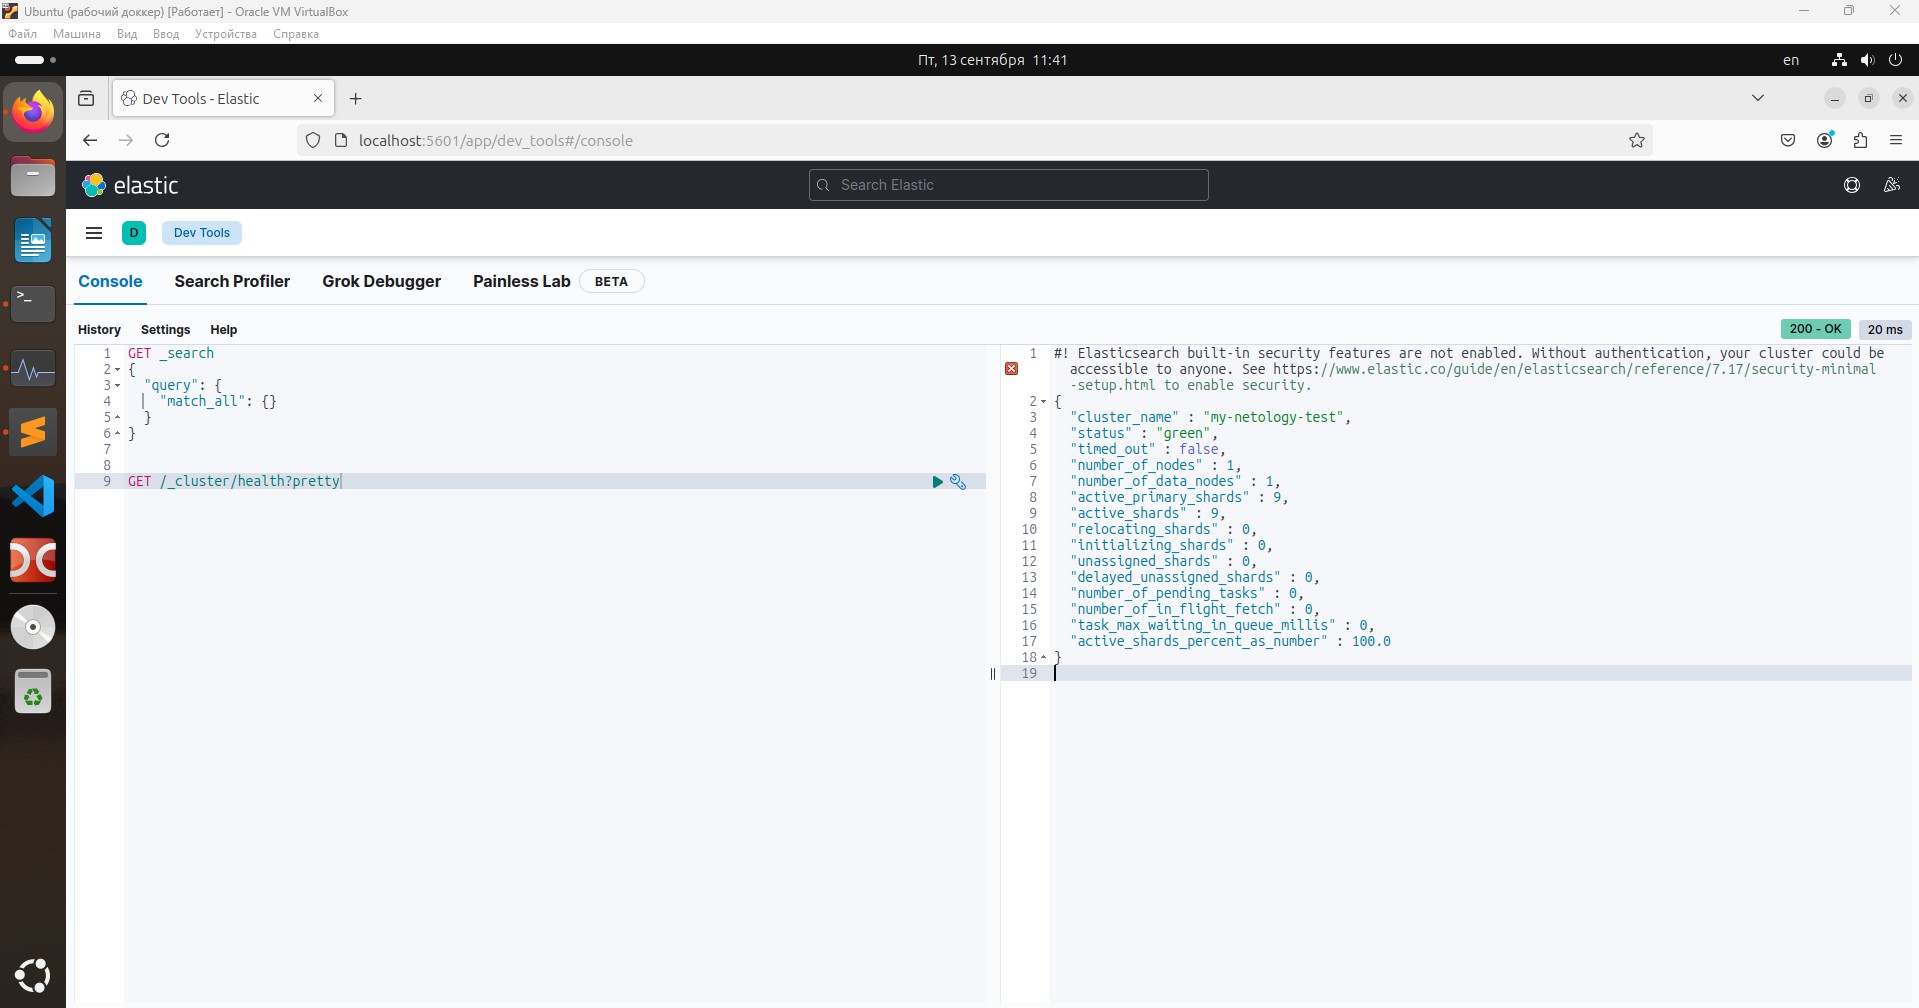 Ubuntu (рабочий доккер) [Работает] - Oracle VM VirtualBox
Файл Машина Вид Ввод Устройства Справка
Пт, 13 сентября 11:41
en
Dev Tools - Elastic
localhost:5601/app/dev_tools#/console
elastic
Search Elastic
D
Dev Tools
Console Search Profiler Grok Debugger Painless Lab BETA
History Settings Help
200 - OK 20 ms
1 GET _search
2 {
3 "query": {
4 "match_all": {}
5 }
6 }
7
8
9 GET /_cluster/health?pretty
1 #! Elasticsearch built-in security features are not enabled. Without authentication, your cluster could be
accessible to anyone. See https://www.elastic.co/guide/en/elasticsearch/reference/7.17/security-minimal
-setup.html to enable security.
2 {
3 "cluster_name" : "my-netology-test",
4 "status" : "green",
5 "timed_out" : false,
6 "number_of_nodes" : 1,
7 "number_of_data_nodes" : 1,
8 "active_primary_shards" : 9,
9 "active_shards" : 9,
10 "relocating_shards" : 0,
11 "initializing_shards" : 0,
12 "unassigned_shards" : 0,
13 "delayed_unassigned_shards" : 0,
14 "number_of_pending_tasks" : 0,
15 "number_of_in_flight_fetch" : 0,
16 "task_max_waiting_in_queue_millis" : 0,
17 "active_shards_percent_as_number" : 100.0
18 }
19